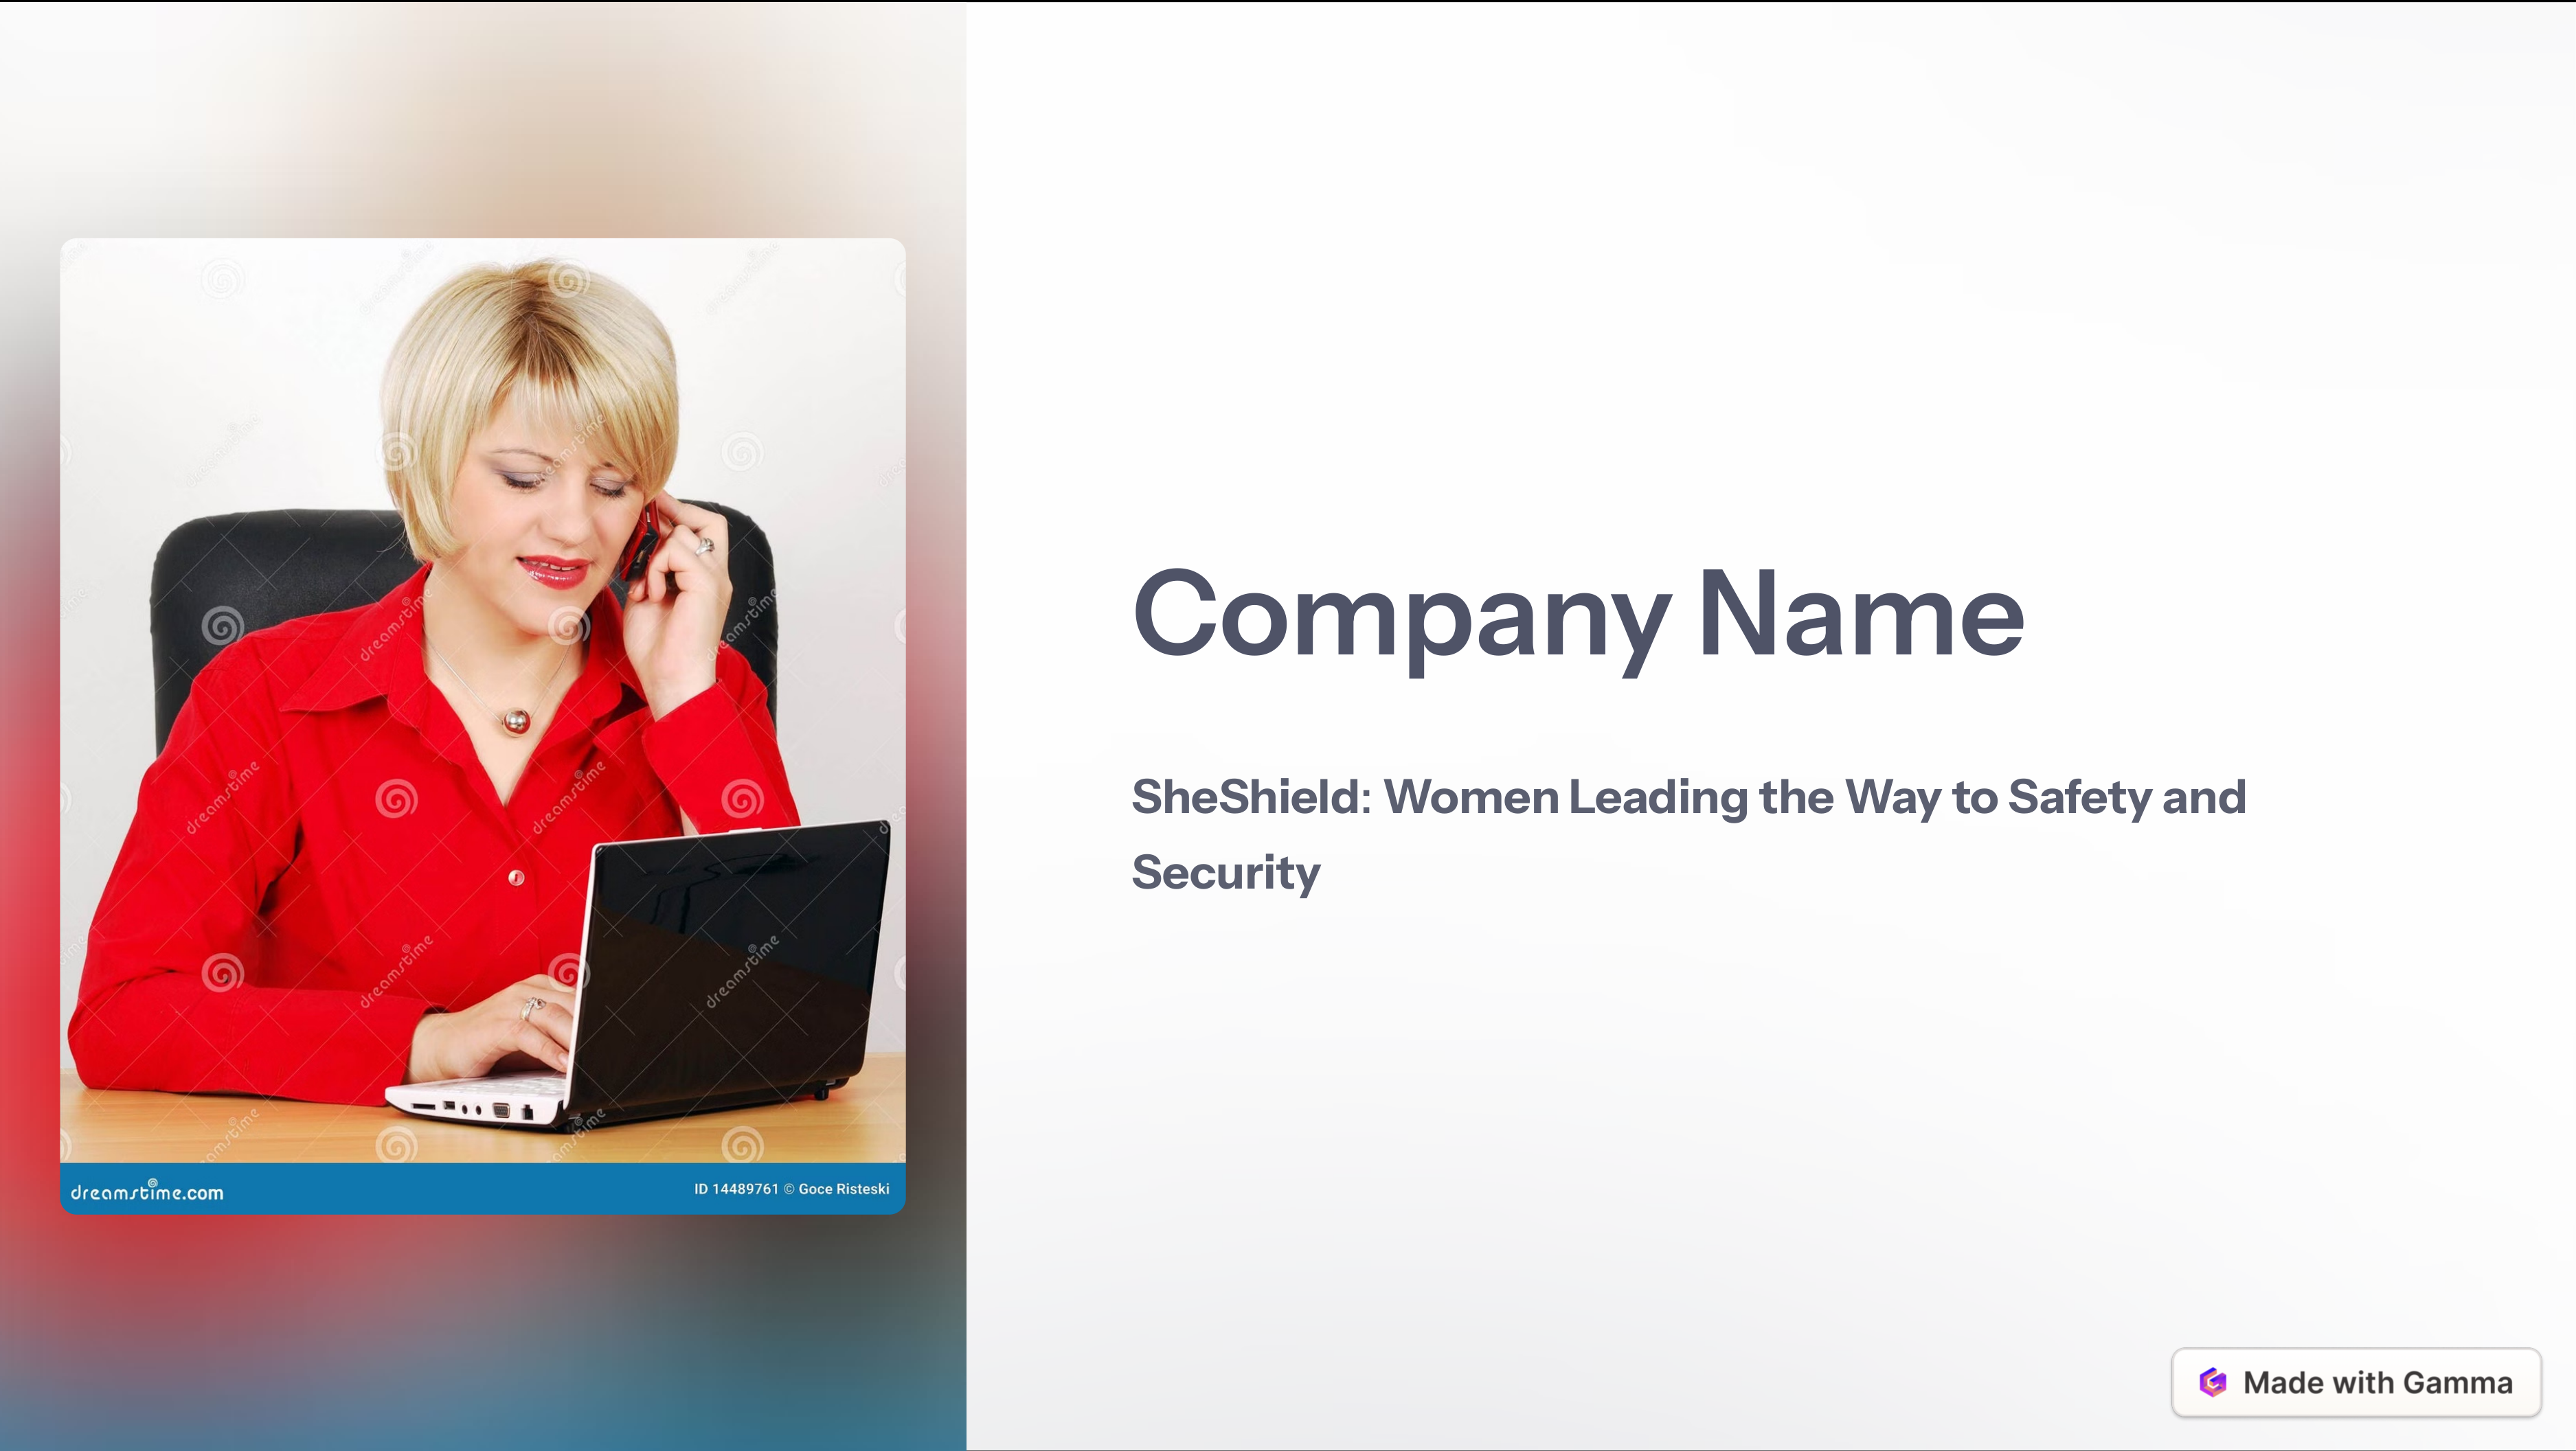 Company Name
SheShield: Women Leading the Way to Safety and
Security
dreamstime.com
ID 14489761 © Goce Risteski
Made with Gamma